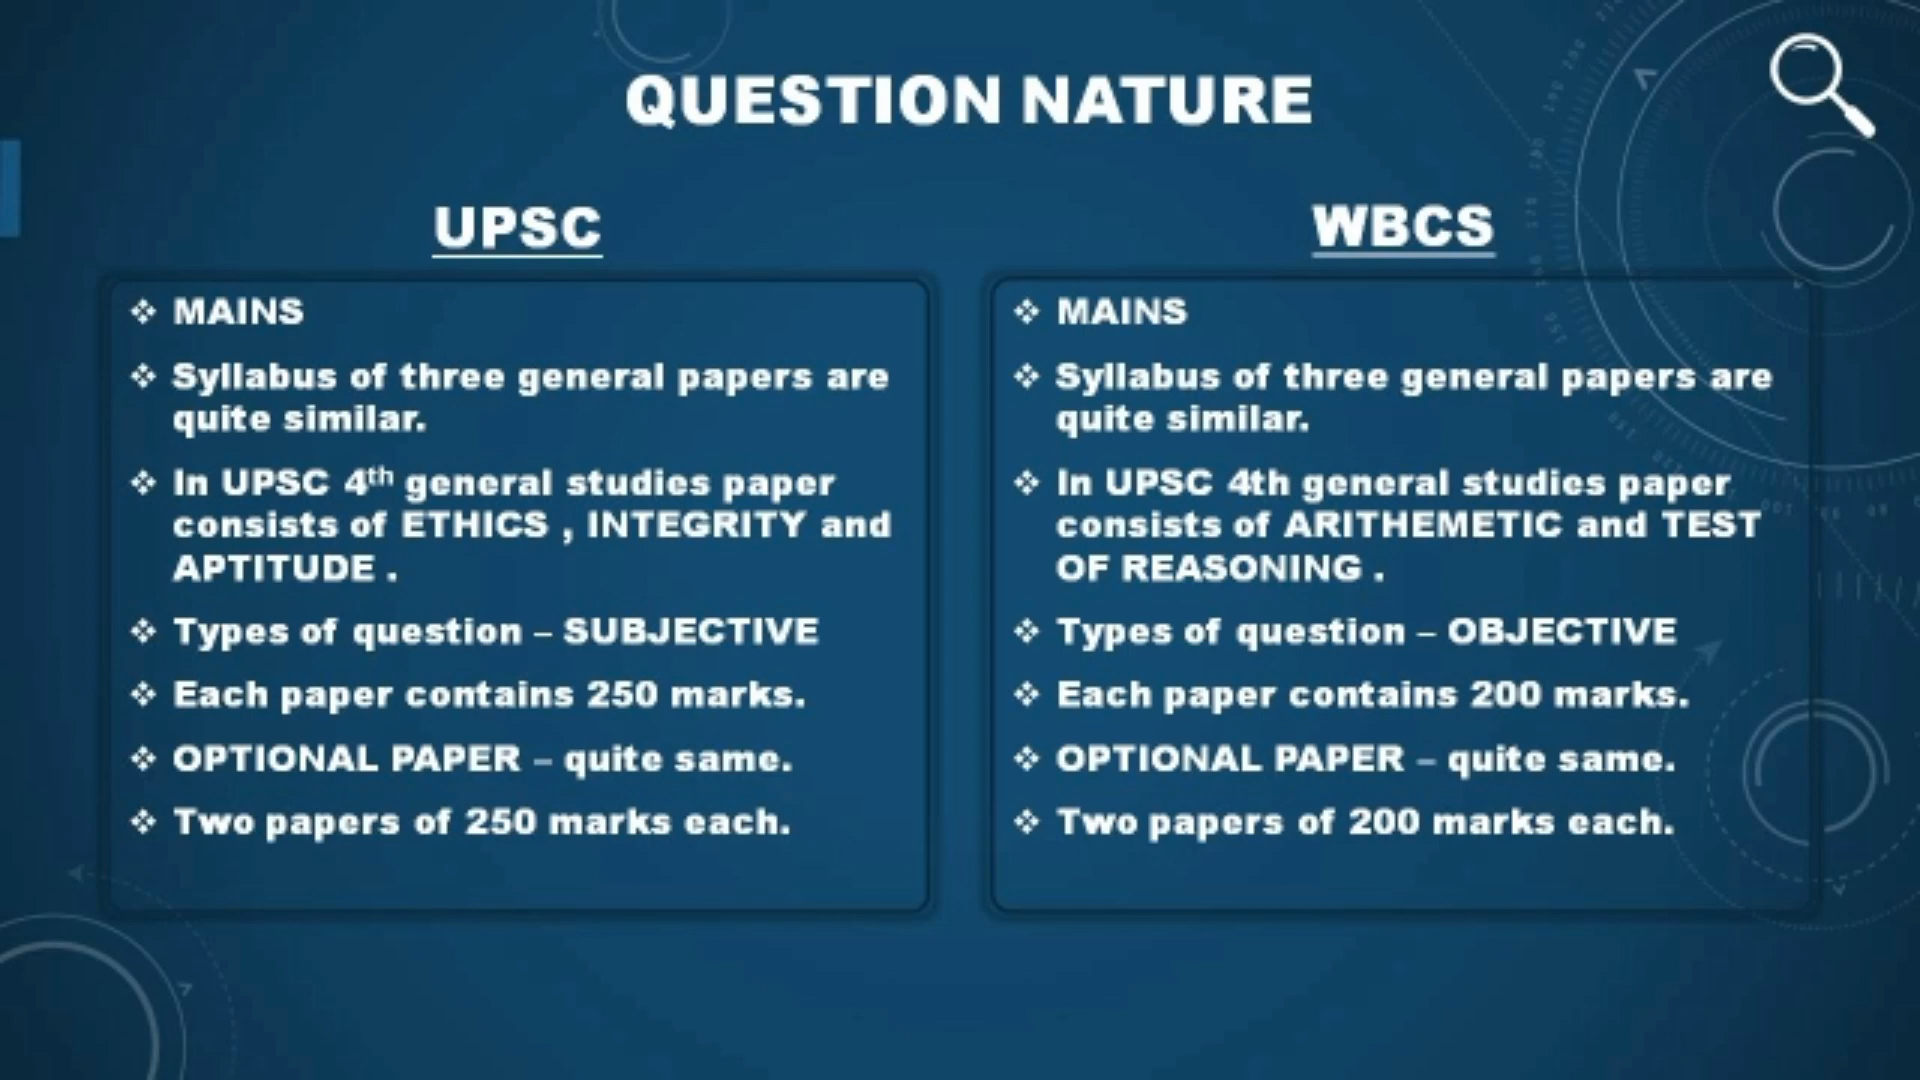 QUESTION NATURE
UPSC
❖ MAINS
❖ Syllabus of three general papers are
quite similar.
❖ In UPSC 4th general studies paper
consists of ETHICS , INTEGRITY and
APTITUDE .
❖ Types of question – SUBJECTIVE
❖ Each paper contains 250 marks.
❖ OPTIONAL PAPER – quite same.
❖ Two papers of 250 marks each.
WBCS
❖ MAINS
❖ Syllabus of three general papers are
quite similar.
❖ In UPSC 4th general studies paper
consists of ARITHEMETIC and TEST
OF REASONING .
❖ Types of question – OBJECTIVE
❖ Each paper contains 200 marks.
❖ OPTIONAL PAPER – quite same.
❖ Two papers of 200 marks each.